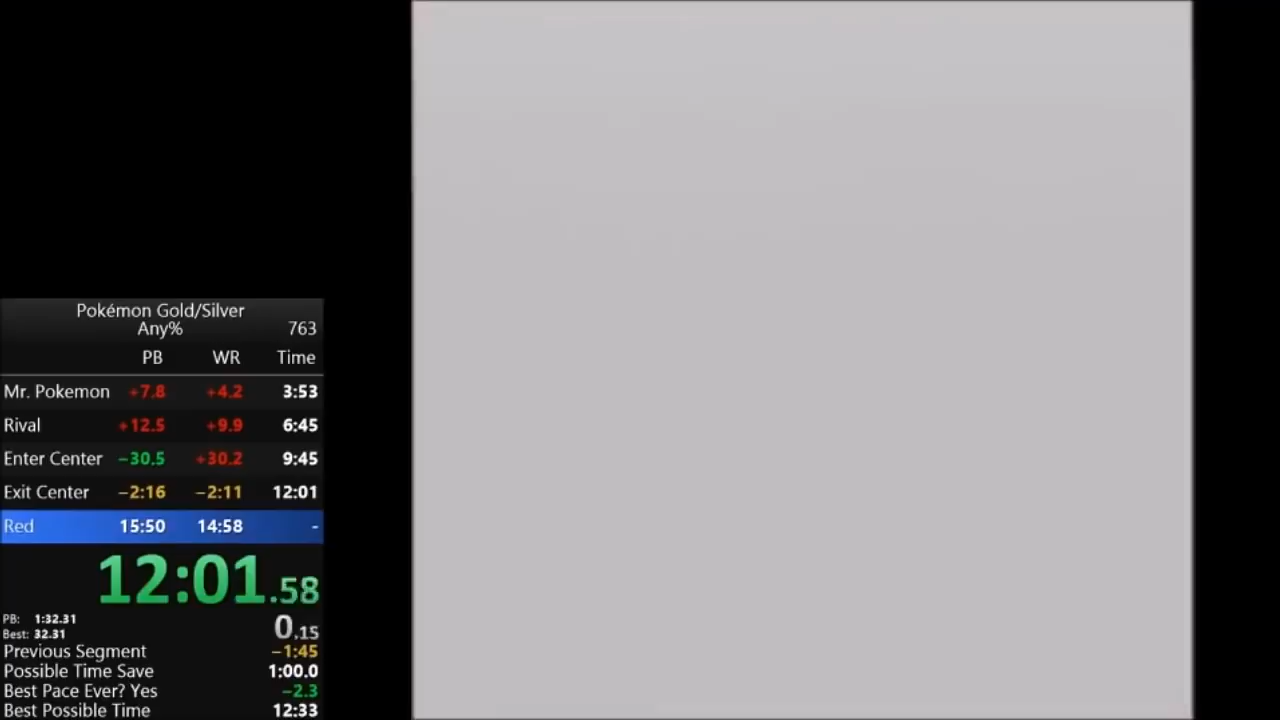 Pokémon Gold/Silver
Any% 763
PB WR Time
Mr. Pokemon +7.8 +4.2 3:53
Rival +12.5 +9.9 6:45
Enter Center −30.5 +30.2 9:45
Exit Center −2:16 −2:11 12:01
Red 15:50 14:58 -
12:01.58
PB: 1:32.31
Best: 32.31 0.15
Previous Segment −1:45
Possible Time Save 1:00.0
Best Pace Ever? Yes −2.3
Best Possible Time 12:33